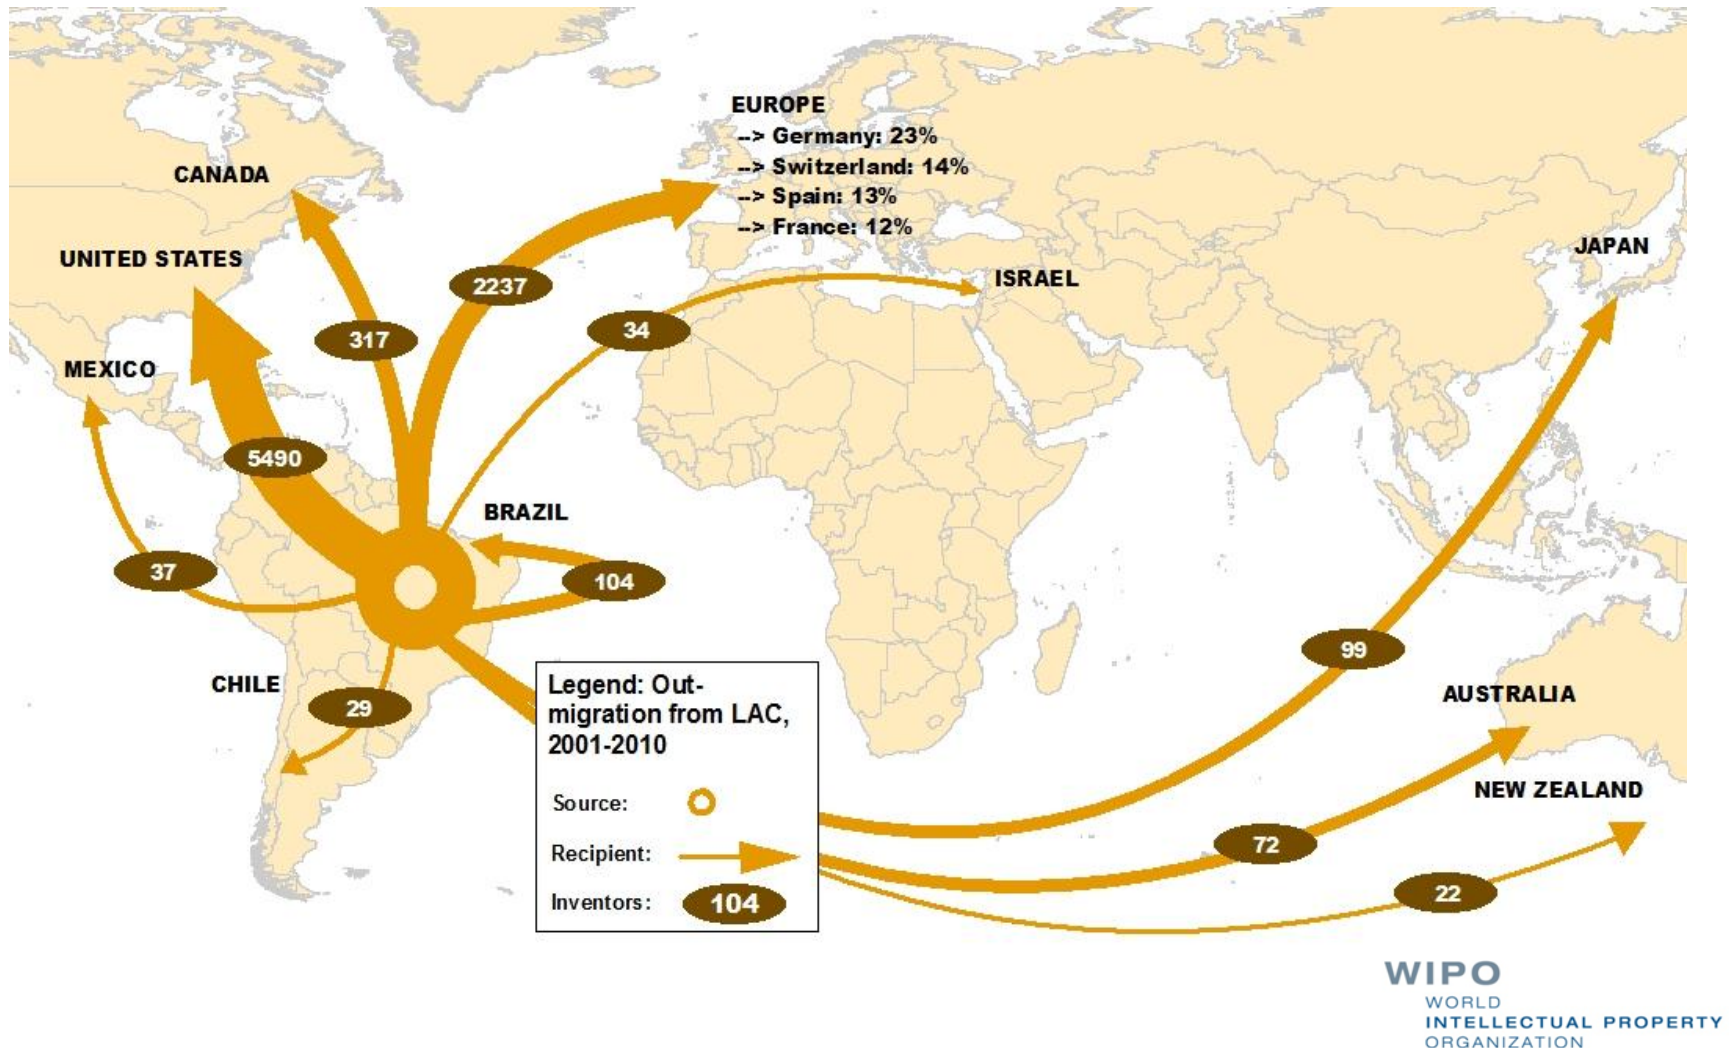 EUROPE
--> Germany: 23%
--> Switzerland: 14%
--> Spain: 13%
--> France: 12%
CANADA
UNITED STATES
JAPAN
ISRAEL
2237
34
317
MEXICO
5490
BRAZIL
37
104
99
CHILE
29
Legend: Out-
migration from LAC,
2001-2010
Source:
Recipient:
Inventors:
104
AUSTRALIA
NEW ZEALAND
72
22
WIPO
WORLD
INTELLECTUAL PROPERTY
ORGANIZATION